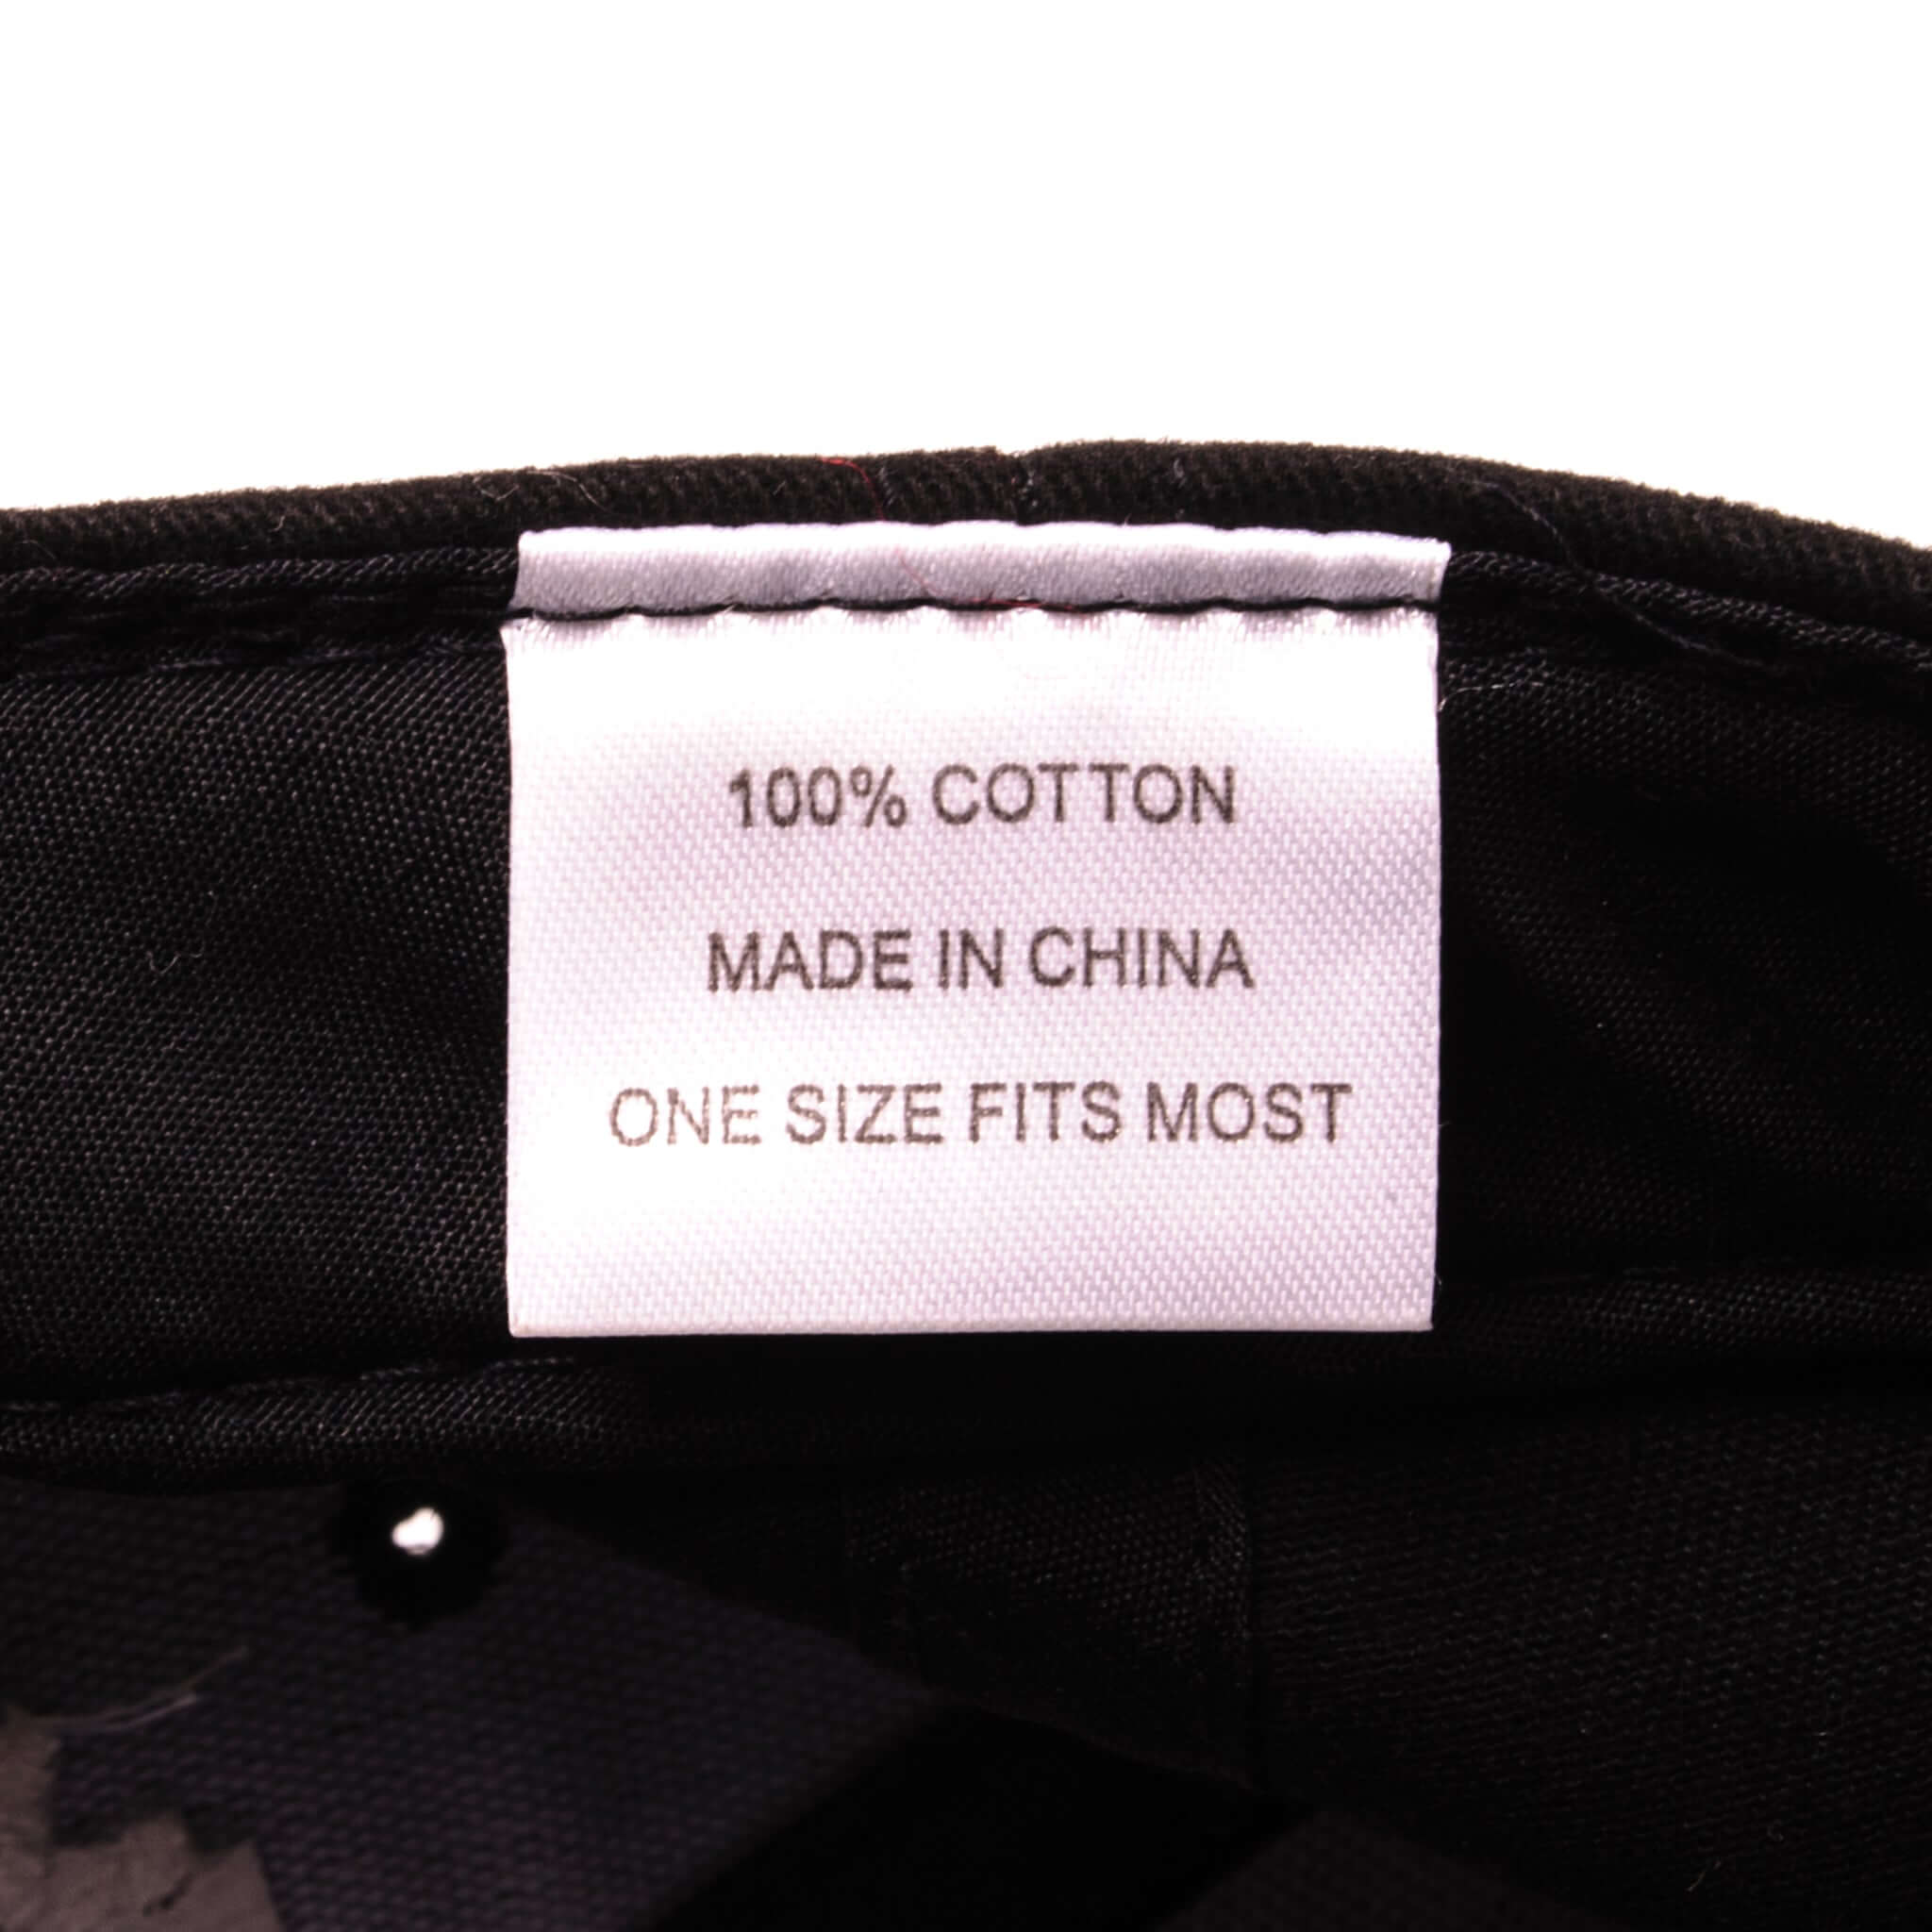 100% COTTON
MADE IN CHINA
ONE SIZE FITS MOST